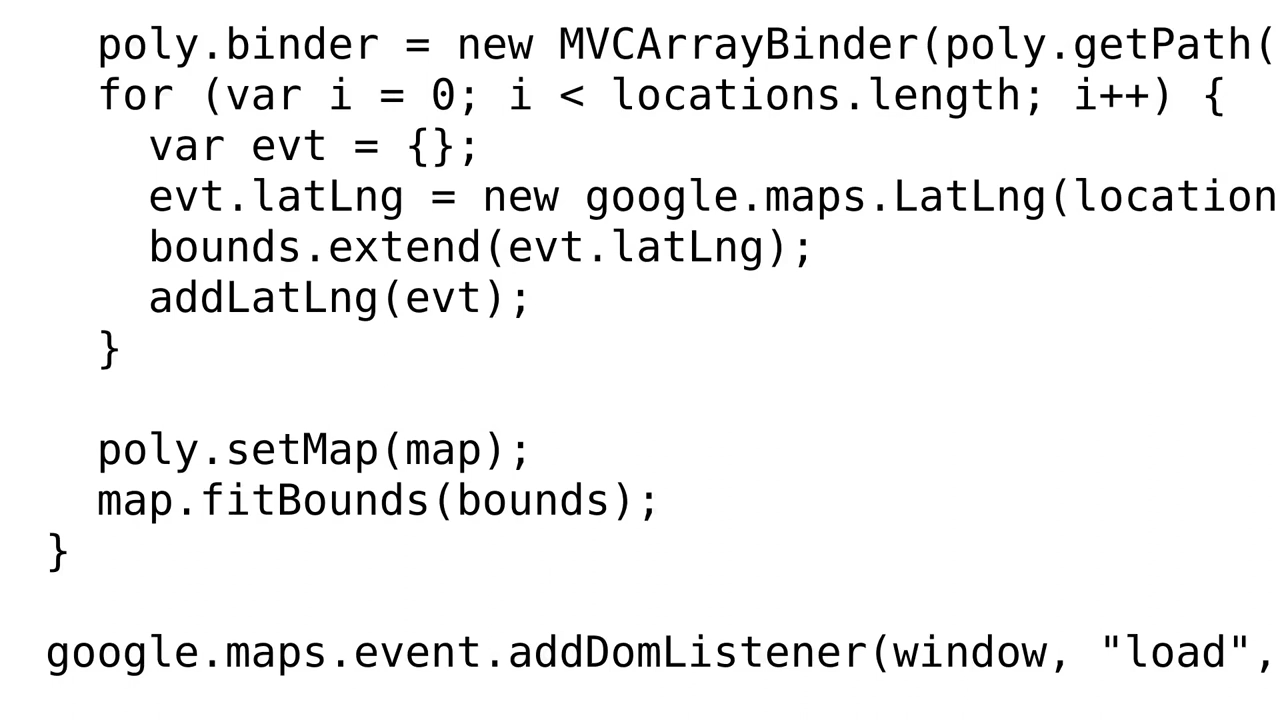 poly.binder = new MVCArrayBinder(poly.getPath(
for (var i = 0; i < locations.length; i++) {
var evt = {};
evt.latLng = new google.maps.LatLng(location
bounds.extend(evt.latLng);
addLatLng(evt);
}
poly.setMap(map);
map.fitBounds(bounds);
}
google.maps.event.addDomListener(window, "load",